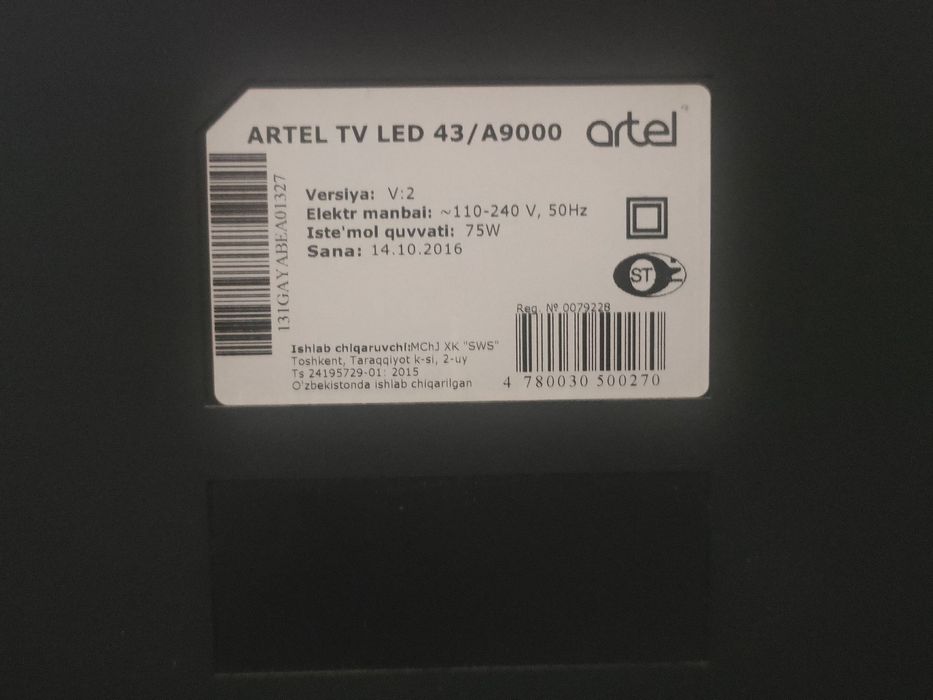 ARTEL TV LED 43/A9000
artel
131GAYABEA01327
Versiya: V:2
Elektr manbai: ~110-240 V, 50Hz
Iste'mol quvvati: 75W
Sana: 14.10.2016
ST
Reg. № 0079228
Ishlab chiqaruvchi:MChJ XK "SWS"
Toshkent, Taraqqiyot k-si, 2-uy
Ts 24195729-01: 2015
O'zbekistonda ishlab chiqarilgan
4 780030 500270